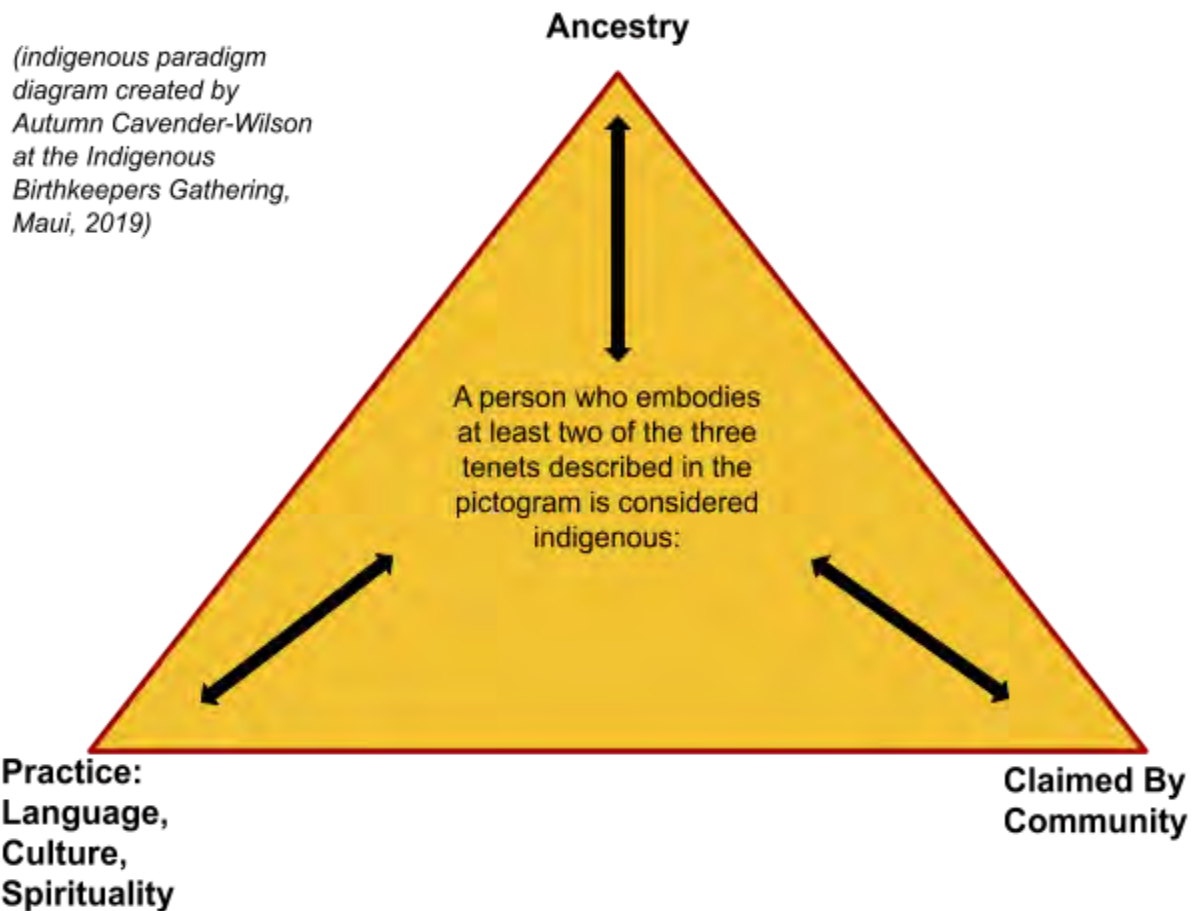 Ancestry
(indigenous paradigm
diagram created by
Autumn Cavender-Wilson
at the Indigenous
Birthkeepers Gathering,
Maui, 2019)
A person who embodies
at least two of the three
tenets described in the
pictogram is considered
indigenous:
Practice:
Language,
Culture,
Spirituality
Claimed By
Community